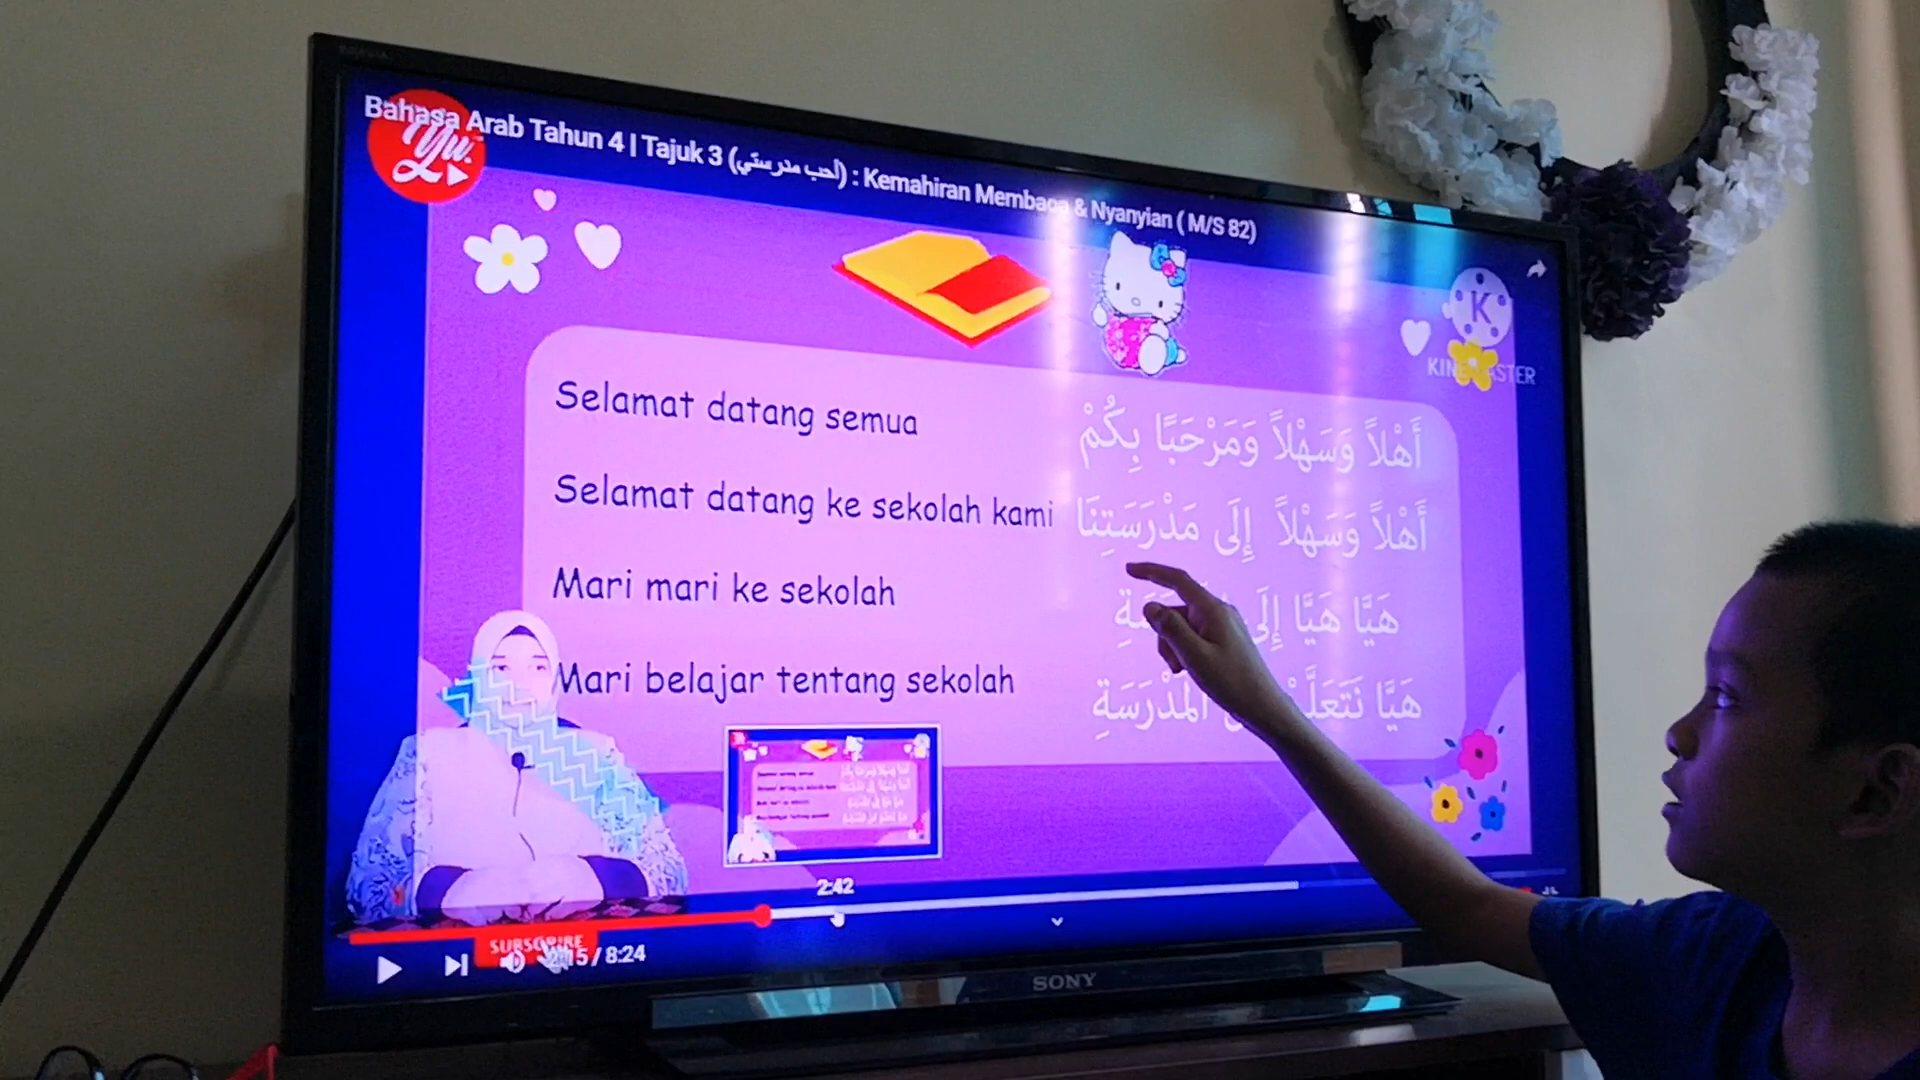 Bahasa Arab Tahun 4 | Tajuk 3 (أحب مدرستي) : Kemahiran Membaca & Nyanyian ( M/S 82)
Yu
K
Selamat datang semua
أَهْلاً وَسَهْلاً وَمَرْحَبًا بِكُمْ
Selamat datang ke sekolah kami
أَهْلاً وَسَهْلاً إِلَى مَدْرَسَتِنَا
Mari mari ke sekolah
هَيَّا هَيَّا إِلَى
Mari belajar tentang sekolah
هَيَّا الْمَدْرَسَةِ
2:42
SUBSCRIBE
/ 8:24
SONY